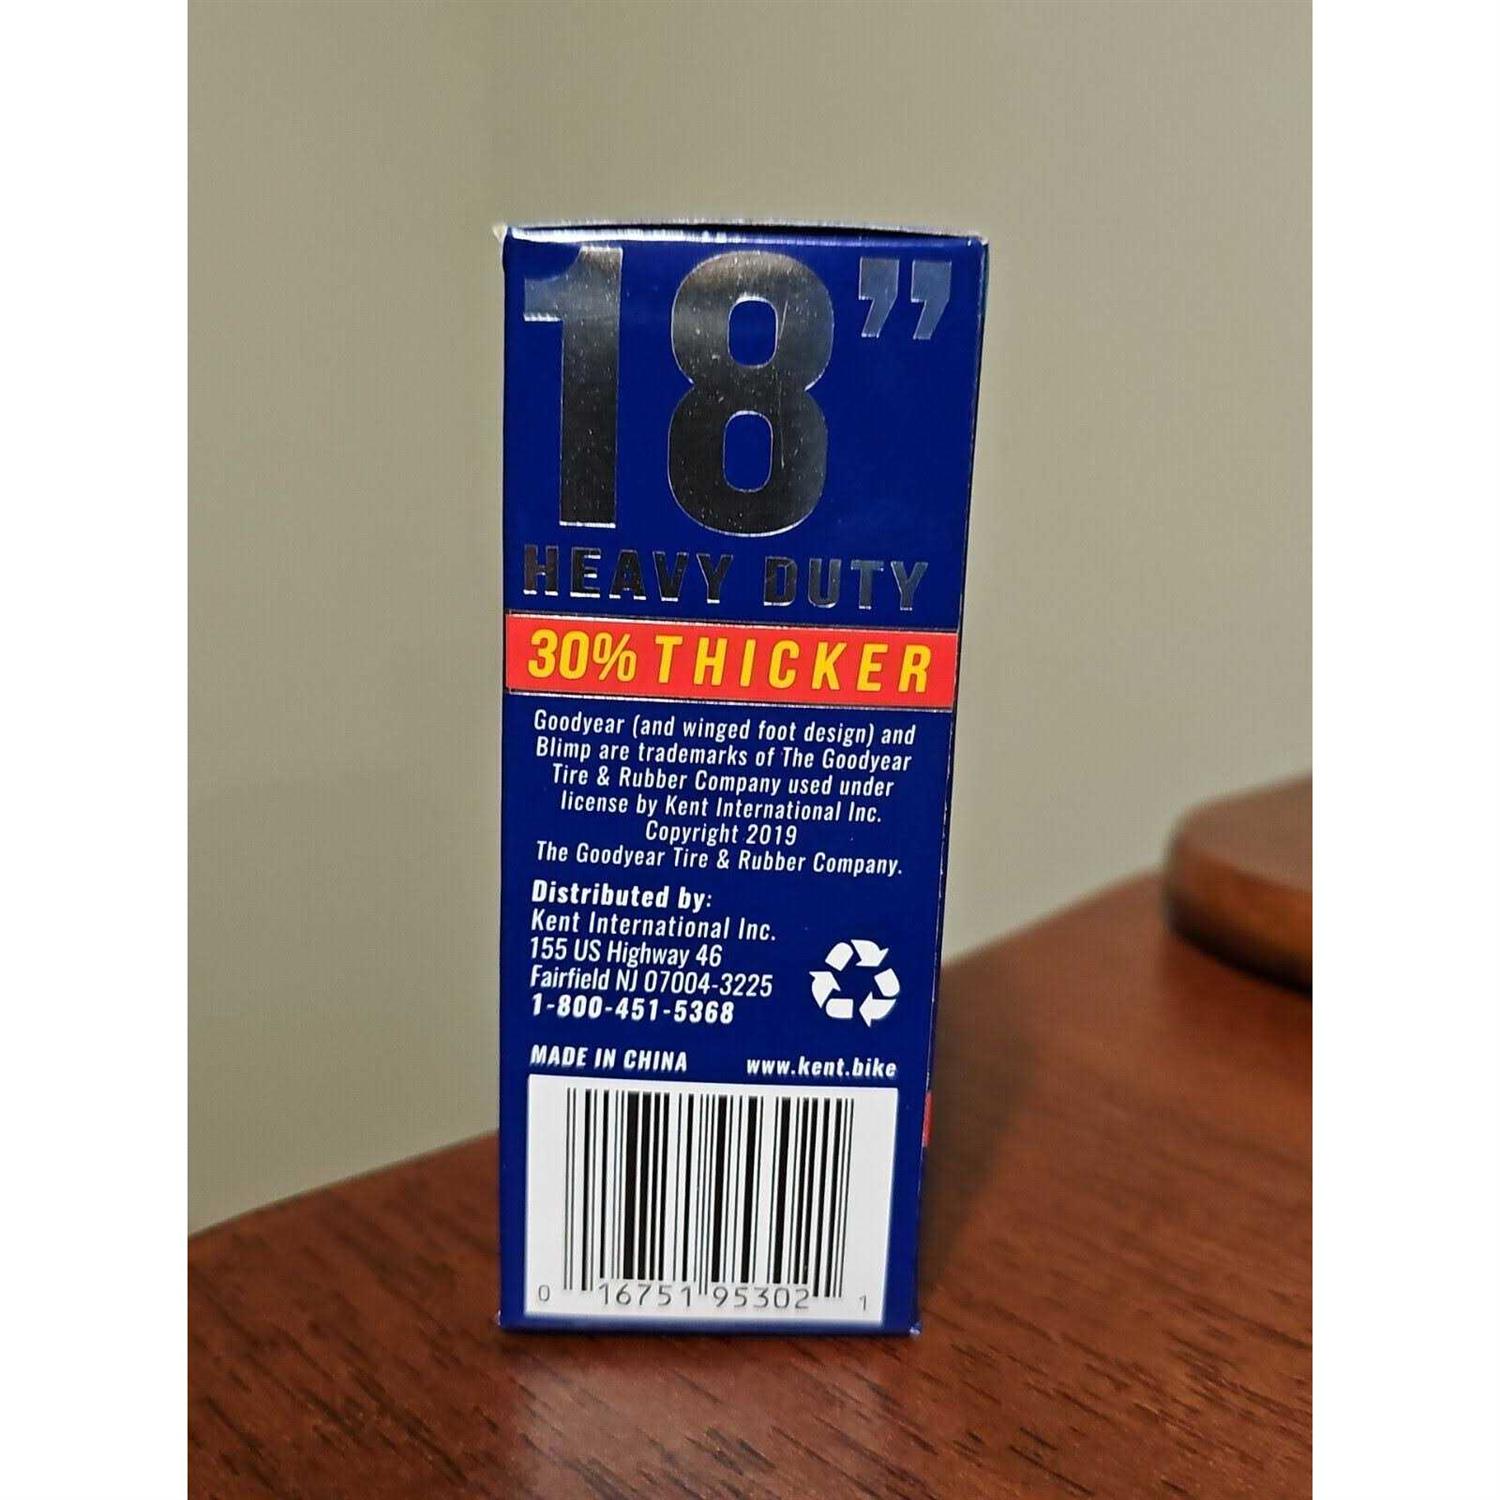 18”
HEAVY DUTY
30% THICKER
Goodyear (and winged foot design) and
Blimp are trademarks of The Goodyear
Tire & Rubber Company used under
license by Kent International Inc.
Copyright 2019
The Goodyear Tire & Rubber Company.
Distributed by:
Kent International Inc.
155 US Highway 46
Fairfield NJ 07004-3225
1-800-451-5368
MADE IN CHINA www.kent.bike
0 16751 95302 1